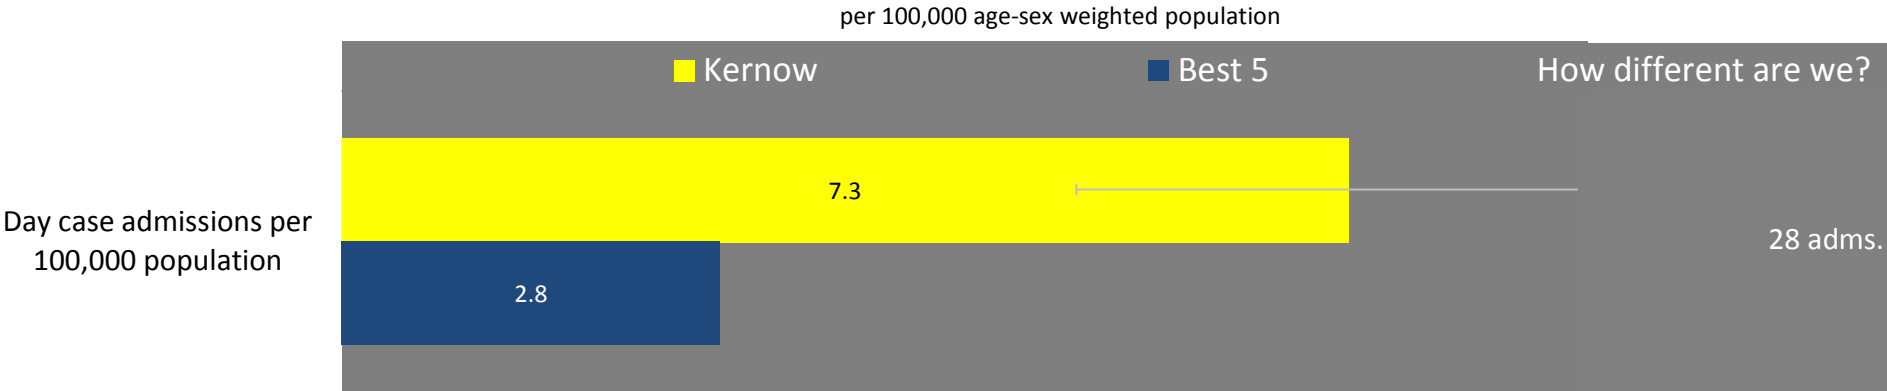 per 100,000 age-sex weighted population
Kernow Best 5 How different are we?
7.3
Day case admissions per
100,000 population
28 adms.
2.8